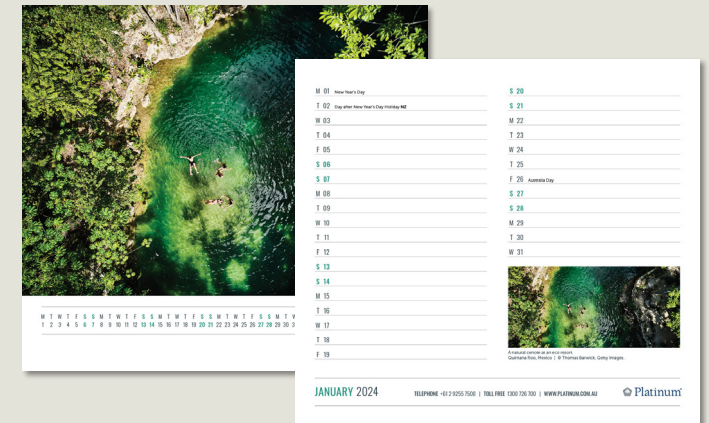 M T W T F S S M T W T F S S M T W T F S S M T W T F S S M T
1 2 3 4 5 6 7 8 9 10 11 12 13 14 15 16 17 18 19 20 21 22 23 24 25 26 27 28 29 30
M 01 New Year's Day
T 02 Day after New Year's Day Holiday NZ
W 03
T 04
F 05
S 06
S 07
M 08
T 09
W 10
T 11
F 12
S 13
S 14
M 15
T 16
W 17
T 18
F 19
S 20
S 21
M 22
T 23
W 24
T 25
F 26 Australia Day
S 27
S 28
M 29
T 30
W 31
A natural cenote as an eco resort.
Quintana Roo, Mexico | © Thomas Barwick, Getty Images.
JANUARY 2024
TELEPHONE +61 2 9255 7500 | TOLL FREE 1300 726 700 | WWW.PLATINUM.COM.AU
Platinum